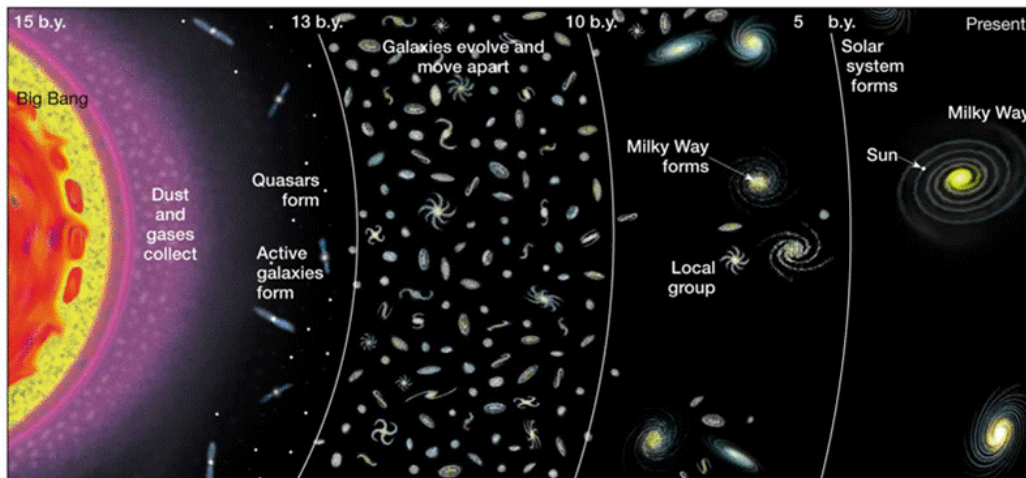 15 b.y.
13 b.y.
10 b.y.
5 b.y.
Present
Big Bang
Dust
and
gases
collect
Quasars
form
Active
galaxies
form
Galaxies evolve and
move apart
Milky Way
forms
Local
group
Solar
system
forms
Milky Way
Sun